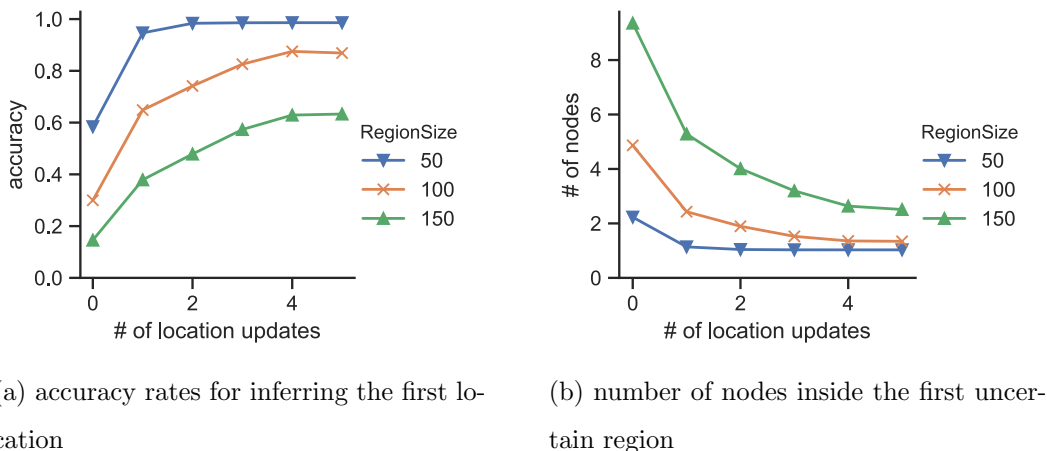 1.0
0.8
0.6
0.4
0.2
0.0
accuracy
0 2 4
# of location updates
RegionSize
50
100
150
8
6
4
2
0
# of nodes
0 2 4
# of location updates
RegionSize
50
100
150
a) accuracy rates for inferring the first lo-
cation
(b) number of nodes inside the first uncer-
tain region